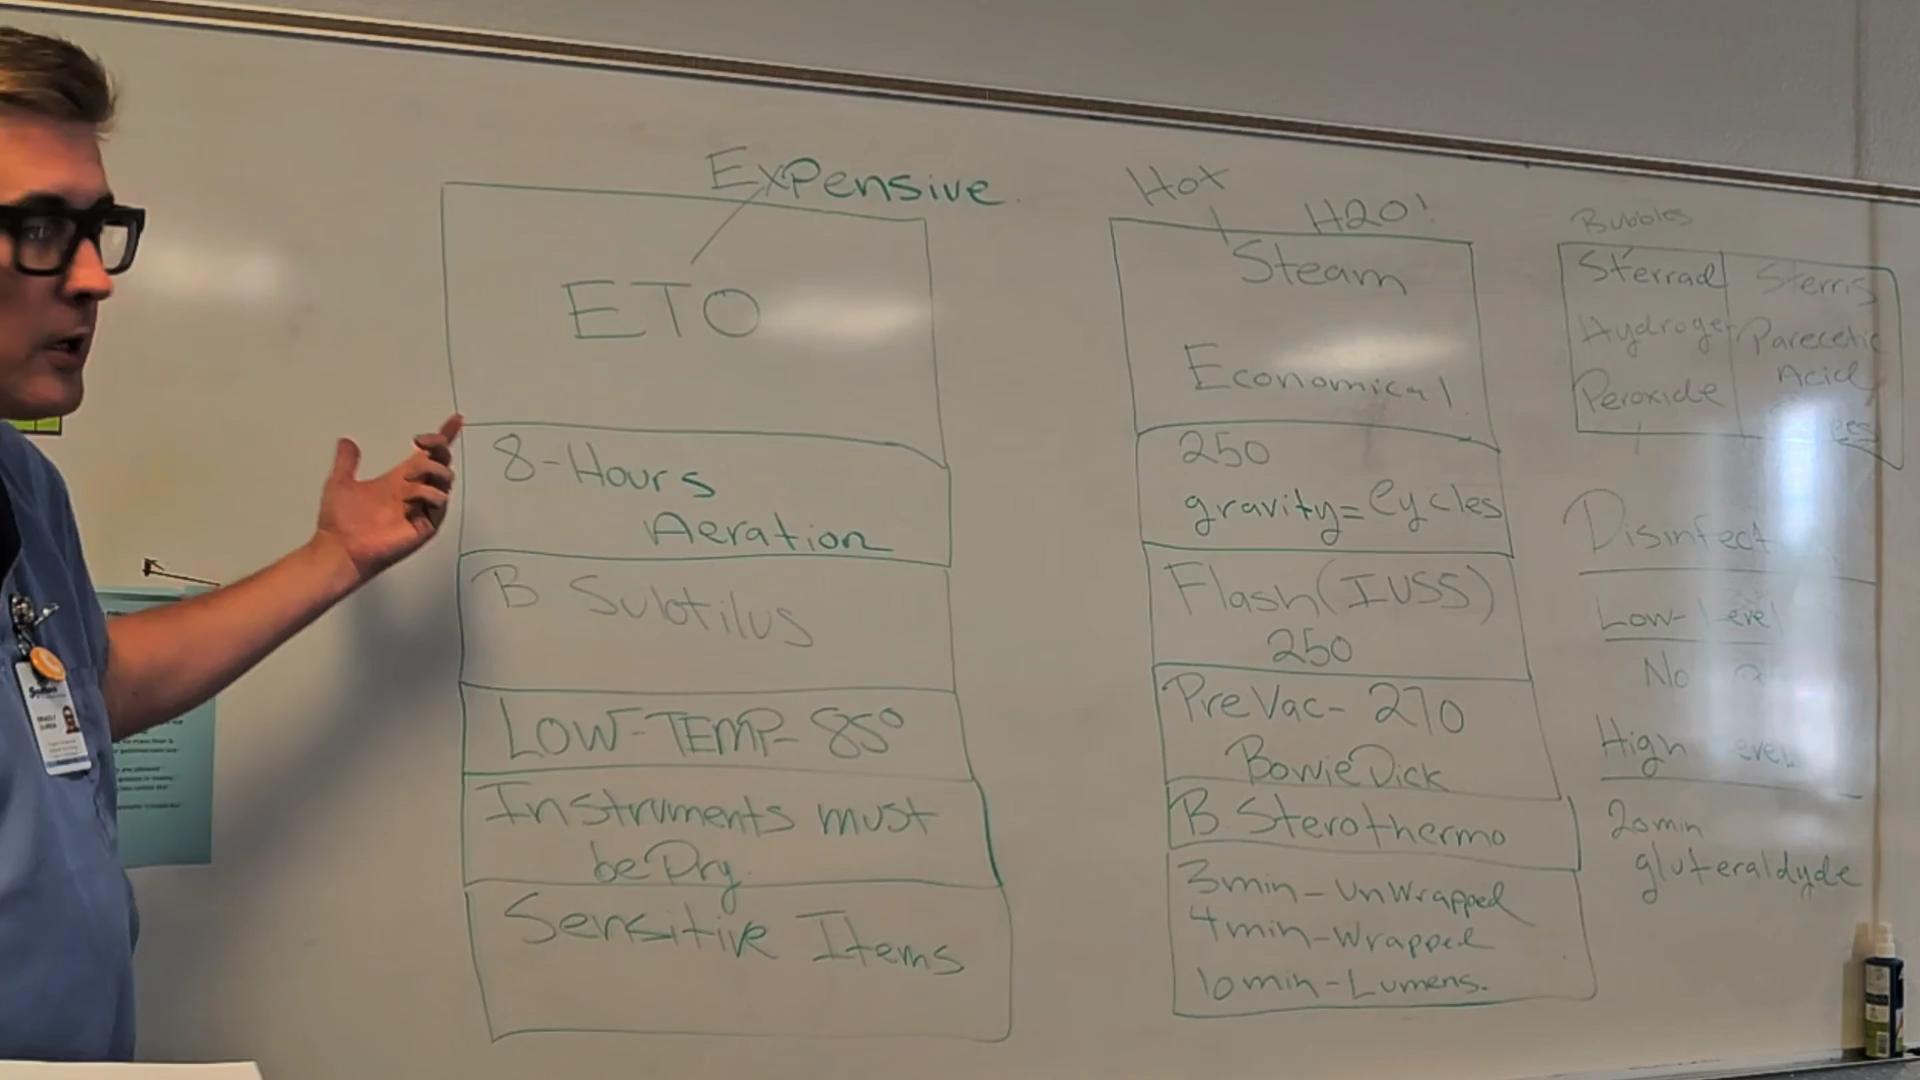 Expensive.
ETO
8-Hours
Aeration
B Subtilus
LOW-TEMP- 85°
Instruments must
be Dry.
Sensitive Items
Hot
H2O!
Steam
Economical.
250
gravity=Cycles
Flash(IUSS)
250
PreVac- 270
BowieDick
B. Sterothermo
3min-UnWrapped
4min-Wrapped
10min-Lumens.
Bubbles
Sterrad
Hydrogen
Peroxide
Sterris
Parecetic
Acid
Disinfect
Low-Level
No
High Level
20min
gluteraldyde